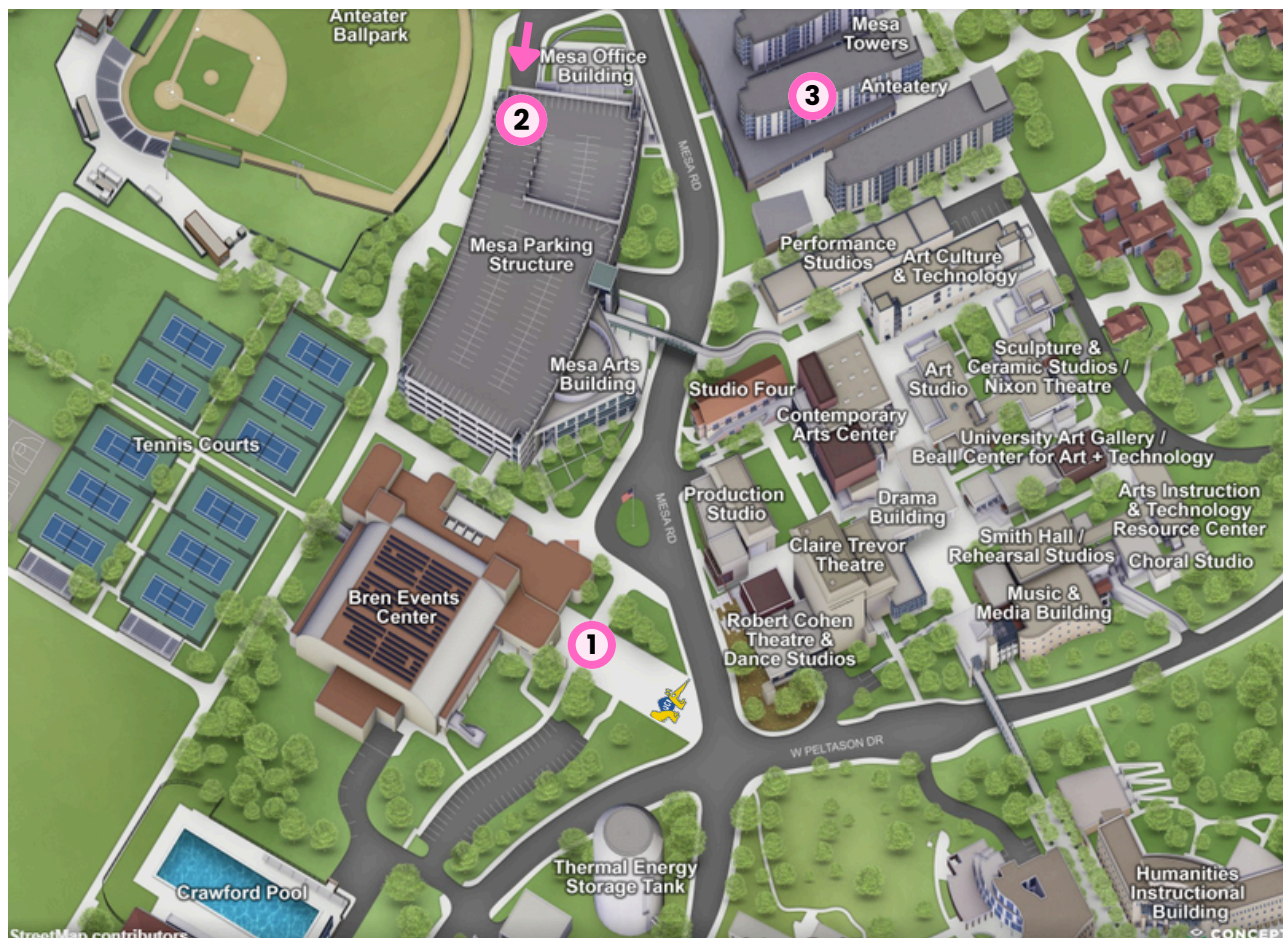 Anteater
Ballpark
Mesa Office
Building
2
Mesa
Towers
3
Anteatery
MESA RD
Mesa Parking
Structure
Performance
Studios
Art Culture
& Technology
Mesa Arts
Building
Studio Four
Art
Studio
Sculpture &
Ceramic Studios /
Nixon Theatre
Contemporary
Arts Center
Tennis Courts
University Art Gallery /
Beall Center for Art + Technology
Production
Studio
MESA RD
Drama
Building
Arts Instruction
& Technology
Resource Center
Claire Trevor
Theatre
Smith Hall /
Rehearsal Studios
Choral Studio
Bren Events
Center
1
Music &
Media Building
Robert Cohen
Theatre &
Dance Studios
UCI
W PELTASON DR
Thermal Energy
Storage Tank
Crawford Pool
Humanities
Instructional
Building
StreetMap contributors
CONCEPT